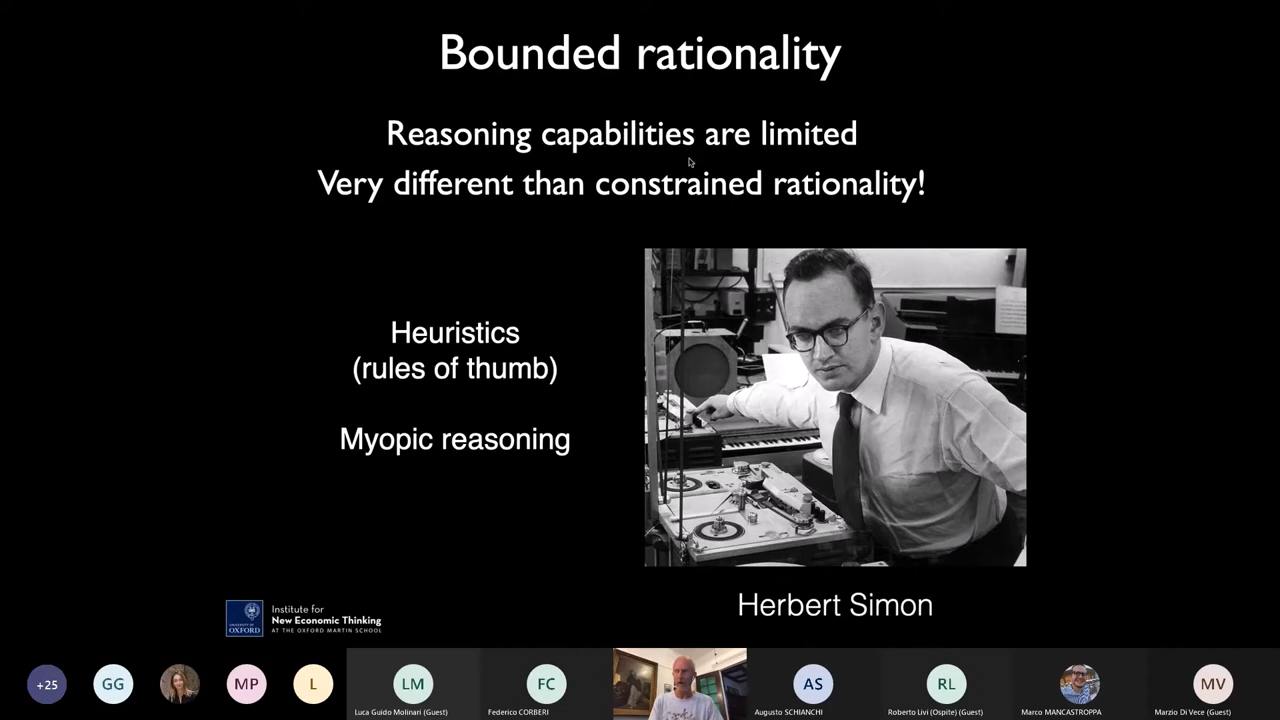 Bounded rationality
Reasoning capabilities are limited
Very different than constrained rationality!
Heuristics
(rules of thumb)
Myopic reasoning
Herbert Simon
UNIVERSITY OF
OXFORD
Institute for
New Economic Thinking
AT THE OXFORD MARTIN SCHOOL
+25
GG
MP
L
LM
Luca Guido Molinari (Guest)
FC
Federico CORBERI
AS
Augusto SCHIANCHI
RL
Roberto Livi (Ospite) (Guest)
Marco MANCASTROPPA
MV
Marzio Di Vece (Guest)